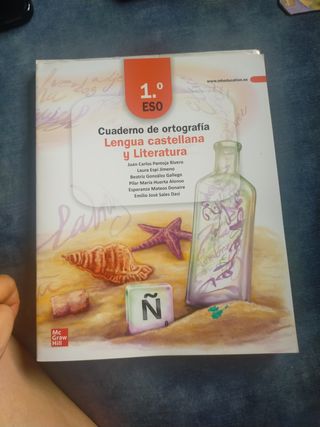 1.º
ESO
www.mheducation.es
Cuaderno de ortografía
Lengua castellana
y Literatura
Juan Carlos Pantoja Rivero
Laura Espí Jimeno
Beatriz González Gallego
Pilar María Huerta Alonso
Esperanza Mateos Donaire
Emilio José Sales Dasí
Ñ
Mc
Graw
Hill